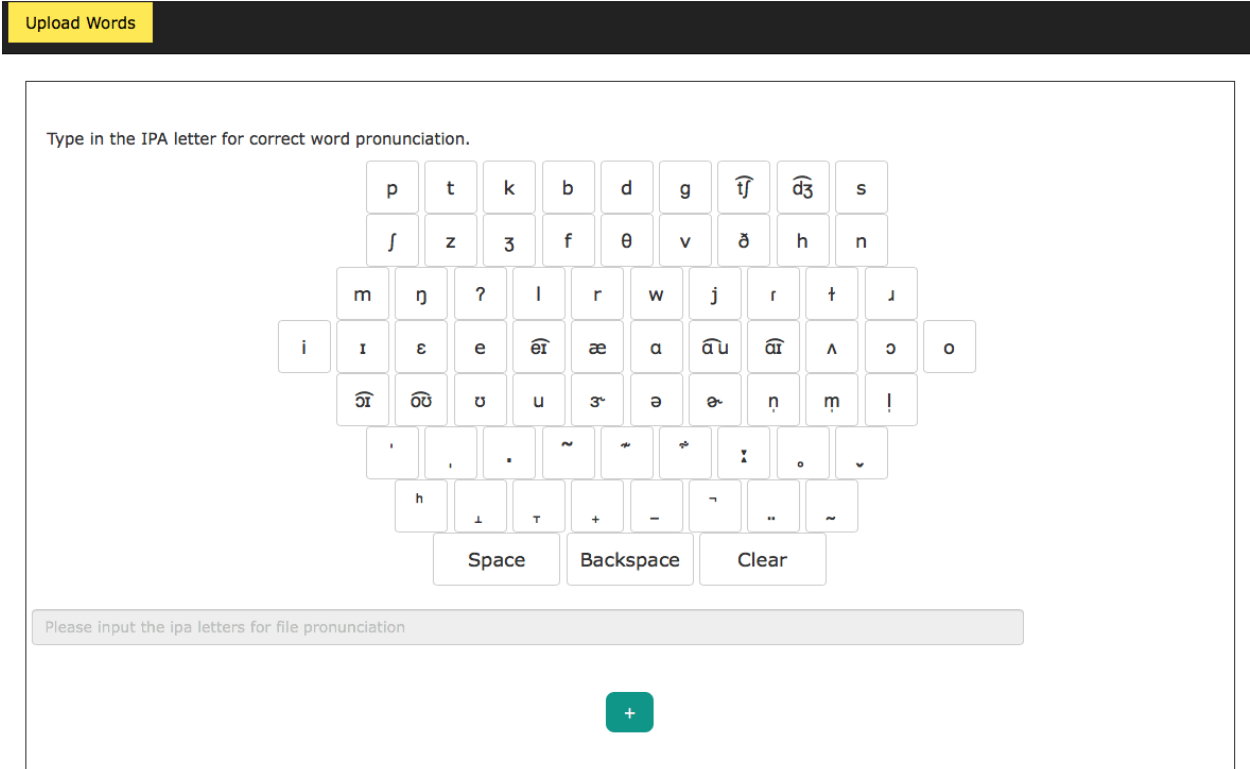 Upload Words
Type in the IPA letter for correct word pronunciation.
p t k b d g t͡ʃ d͡ʒ s
ʃ z ʒ f θ v ð h n
m ŋ ʔ l r w j ɾ ɫ ɹ
i ɪ ɛ e e͡ɪ æ ɑ ɑ͡u ɑ͡ɪ ʌ ɔ o
ɔ͡ɪ o͡ʊ ʊ u ɝ ə ɚ n̩ m̩ l̩
ˈ ˌ . ̃ ̴̃ ̃̇ ː ̥ ̬
ʰ ̝ ̞ ̟ ̠ ̚ ̤ ̰
Space Backspace Clear
Please input the ipa letters for file pronunciation
+